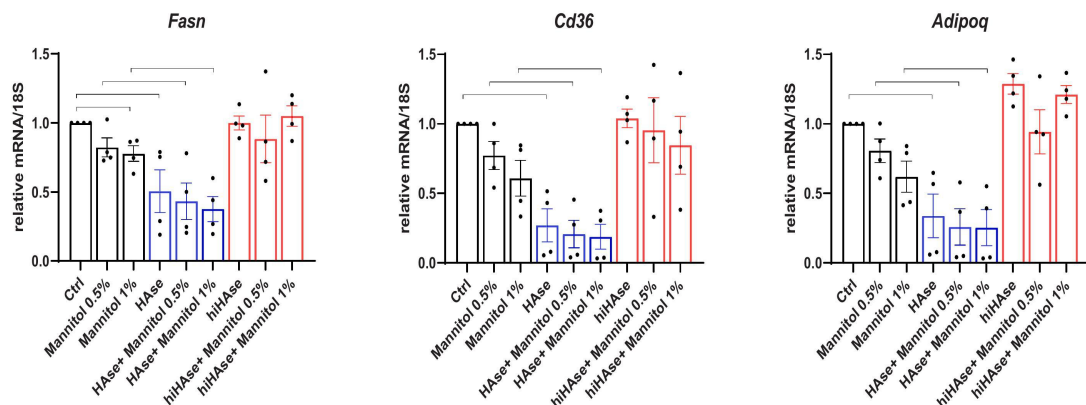 Fasn
relative mRNA/18S
1.5
1.0
0.5
0.0
Ctrl
Mannitol 0.5%
Mannitol 1%
HAse
HAse+ Mannitol 0.5%
HAse+ Mannitol 1%
hiHAse
hiHAse+ Mannitol 0.5%
hiHAse+ Mannitol 1%
Cd36
relative mRNA/18S
1.5
1.0
0.5
0.0
Ctrl
Mannitol 0.5%
Mannitol 1%
HAse
HAse+ Mannitol 0.5%
HAse+ Mannitol 1%
hiHAse
hiHAse+ Mannitol 0.5%
hiHAse+ Mannitol 1%
Adipoq
relative mRNA/18S
1.5
1.0
0.5
0.0
Ctrl
Mannitol 0.5%
Mannitol 1%
HAse
HAse+ Mannitol 0.5%
HAse+ Mannitol 1%
hiHAse
hiHAse+ Mannitol 0.5%
hiHAse+ Mannitol 1%